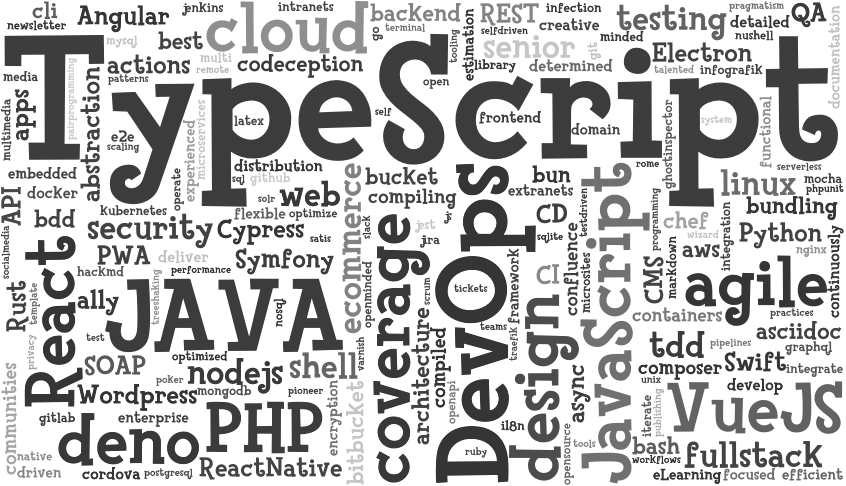 cli
newsletter
Angular
jenkins
intranets
backend
REST
infection
creative
testing
pragmatism
detailed
QA
nushell
mysql
best
cloud
go
terminal
tooling
estimation
selfdriven
senior
git
minded
Electron
documentation
media
actions
multi
remote
codeception
open
library
determined
talented
infografik
TypeScript
multimedia
apps
pairprogramming
abstraction
patterns
e2e
scaling
operate
experienced
microservices
latex
self
frontend
domain
rome
ghostinspector
system
functional
serverless
embedded
docker
distribution
sql
github
solr
web
bucket
compiling
bun
extranets
linux
mocha
phpunit
API
bdd
Kubernetes
flexible
optimize
ecommerce
slack
jest
jira
CD
sqlite
testdriven
programming
chef
wizard
bundling
socialmedia
security
Cypress
satis
coverage
DevOps
confluence
JavaScript
aws
integration
Python
nginx
continuously
PWA
deliver
Symfony
hackmd
performance
openminded
scrum
tickets
framework
CI
microsites
CMS
markdown
agile
Rust
template
React
a11y
treeshaking
JAVA
nosql
teams
traefik
design
containers
practices
asciidoc
graphql
privacy
test
optimized
varnish
architecture
compiled
tdd
pipelines
SOAP
poker
nodejs
shell
composer
Swift
integrate
communities
Wordpress
mongodb
pioneer
encryption
bitbucket
openapi
async
unix
develop
iterate
publishing
VueJS
gitlab
enterprise
deno
PHP
i18n
opensource
tools
bash
workflows
fullstack
native
driven
cordova
postgresql
ReactNative
ruby
eLearning
focused
efficient